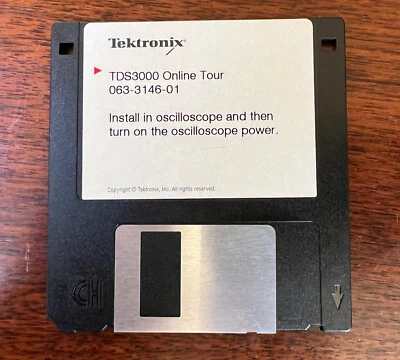 Tektronix
TDS3000 Online Tour
063-3146-01
Install in oscilloscope and then
turn on the oscilloscope power.
Copyright © Tektronix, Inc. All rights reserved.
CH